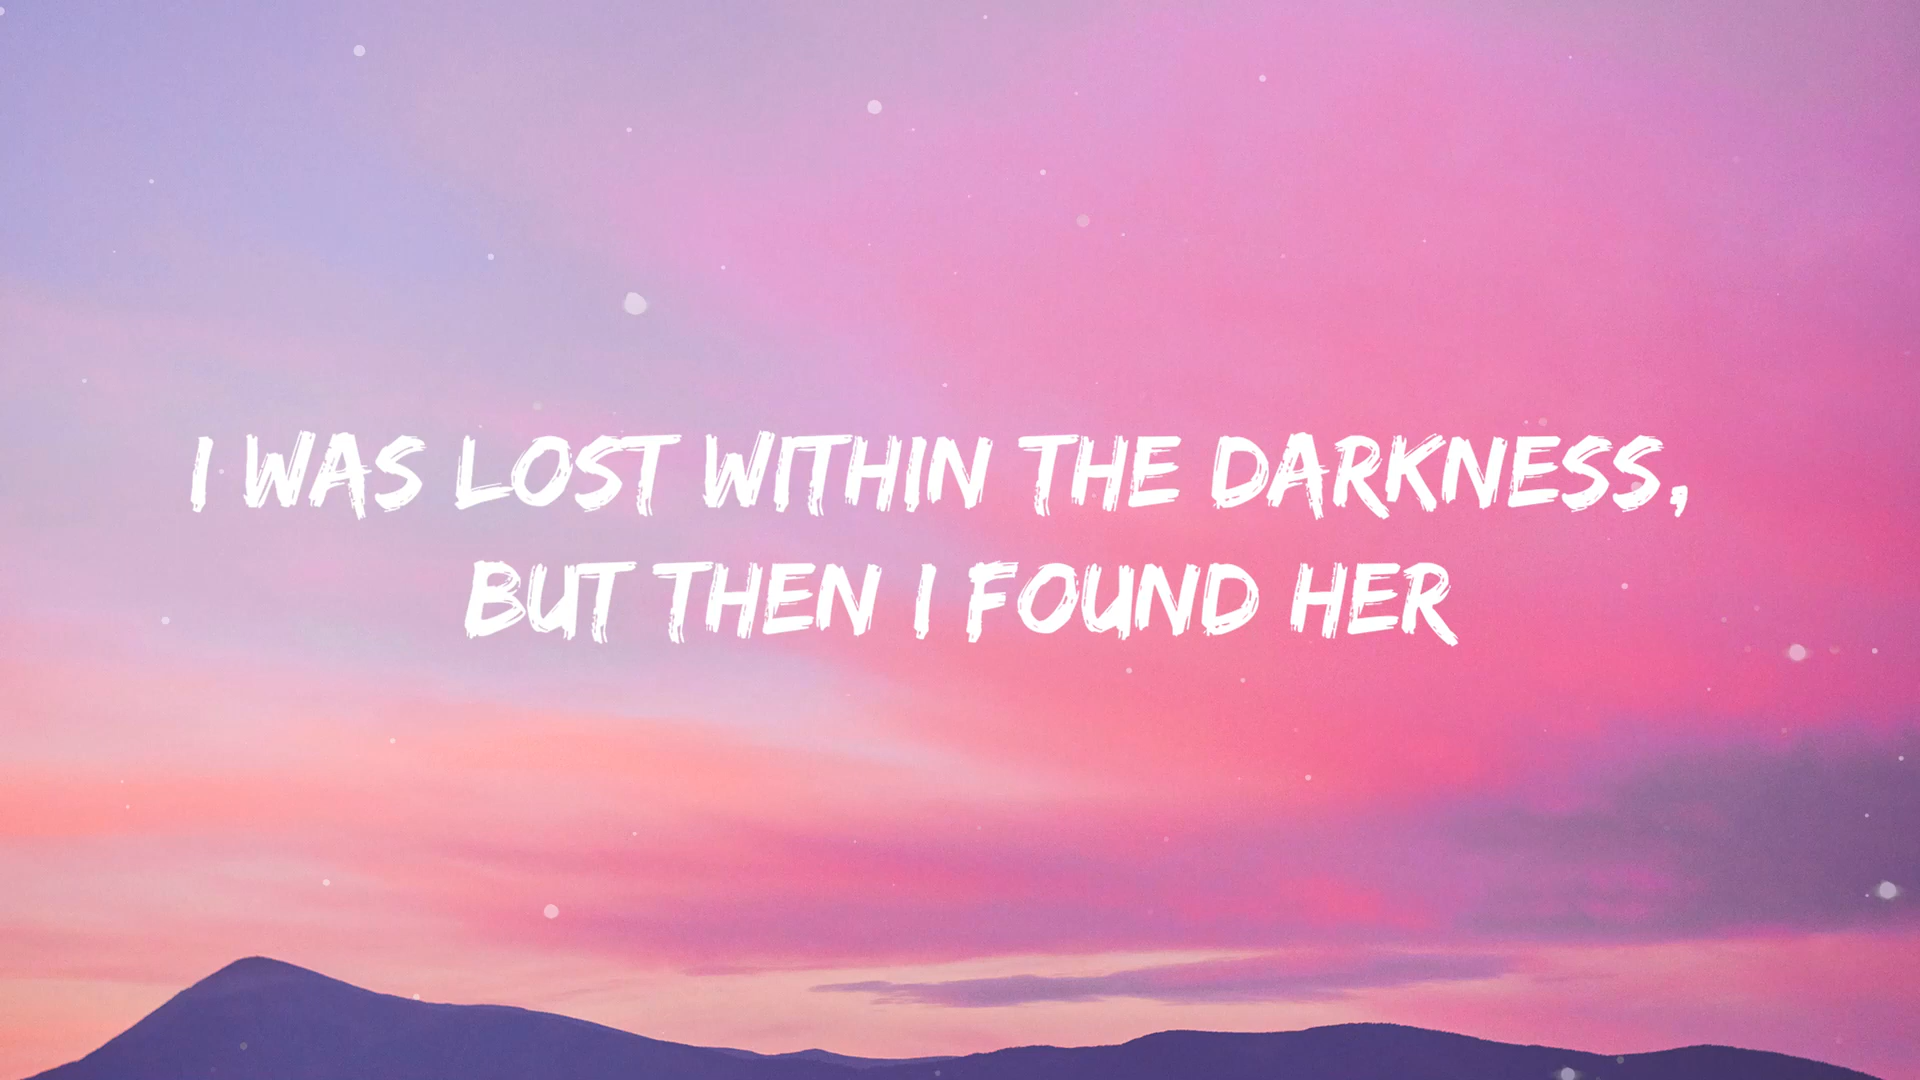 I WAS LOST WITHIN THE DARKNESS,
BUT THEN I FOUND HER